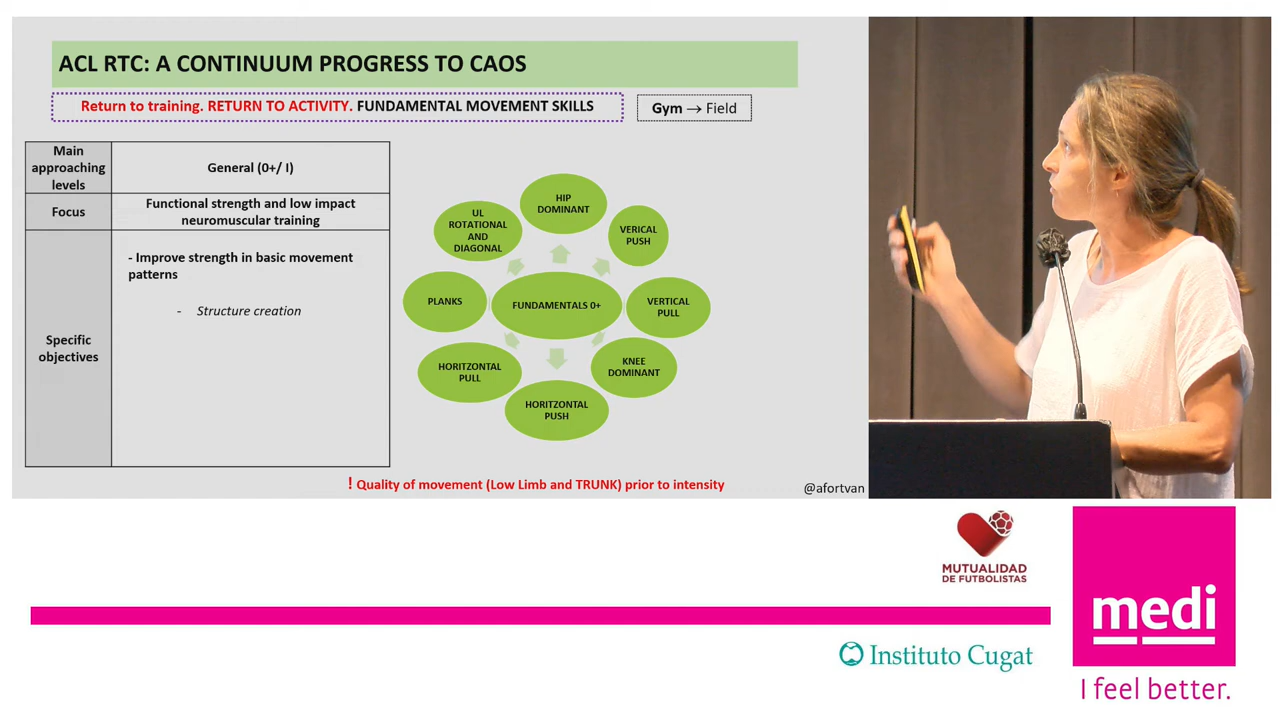 ACL RTC: A CONTINUUM PROGRESS TO CAOS
Return to training. RETURN TO ACTIVITY. FUNDAMENTAL MOVEMENT SKILLS
Gym → Field
Main
approaching
levels
General (0+/ I)
Focus
Functional strength and low impact
neuromuscular training
Specific
objectives
- Improve strength in basic movement
patterns
- Structure creation
HIP
DOMINANT
UL
ROTATIONAL
AND
DIAGONAL
VERICAL
PUSH
PLANKS
FUNDAMENTALS 0+
VERTICAL
PULL
HORITZONTAL
PULL
KNEE
DOMINANT
HORITZONTAL
PUSH
! Quality of movement (Low Limb and TRUNK) prior to intensity
@afortvan
MUTUALIDAD
DE FUTBOLISTAS
medi
Instituto Cugat
I feel better.